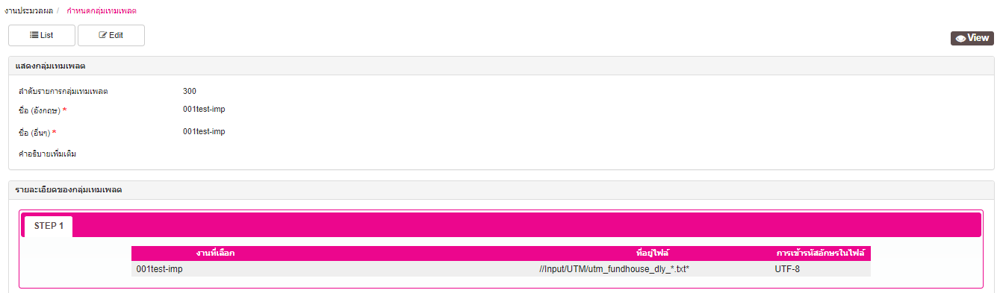 งานประมวลผล / กำหนดกลุ่มเทมเพลต
List Edit
View
แสดงกลุ่มเทมเพลต
ลำดับรายการกลุ่มเทมเพลต 300
ชื่อ (อังกฤษ) * 001test-imp
ชื่อ (อื่นๆ) * 001test-imp
คำอธิบายเพิ่มเติม
รายละเอียดของกลุ่มเทมเพลต
STEP 1
งานที่เลือก ที่อยู่ไฟล์ การเข้ารหัสอักษรในไฟล์
001test-imp //Input/UTM/utm_fundhouse_dly_*.txt* UTF-8